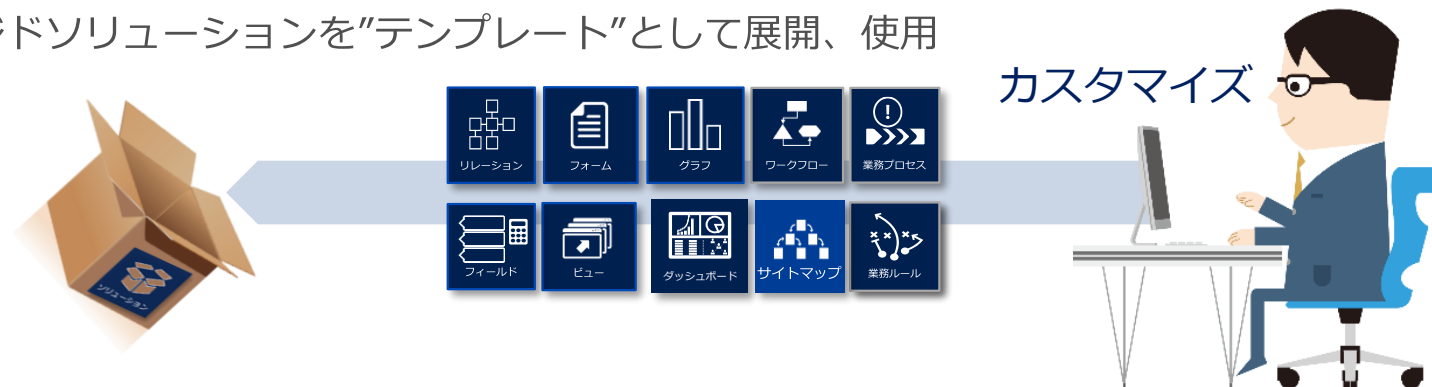 ドソリューションを”テンプレート”として展開、使用
カスタマイズ
リレーション
フォーム
グラフ
ワークフロー
業務プロセス
フィールド
ビュー
ダッシュボード
サイトマップ
業務ルール
ソリューション